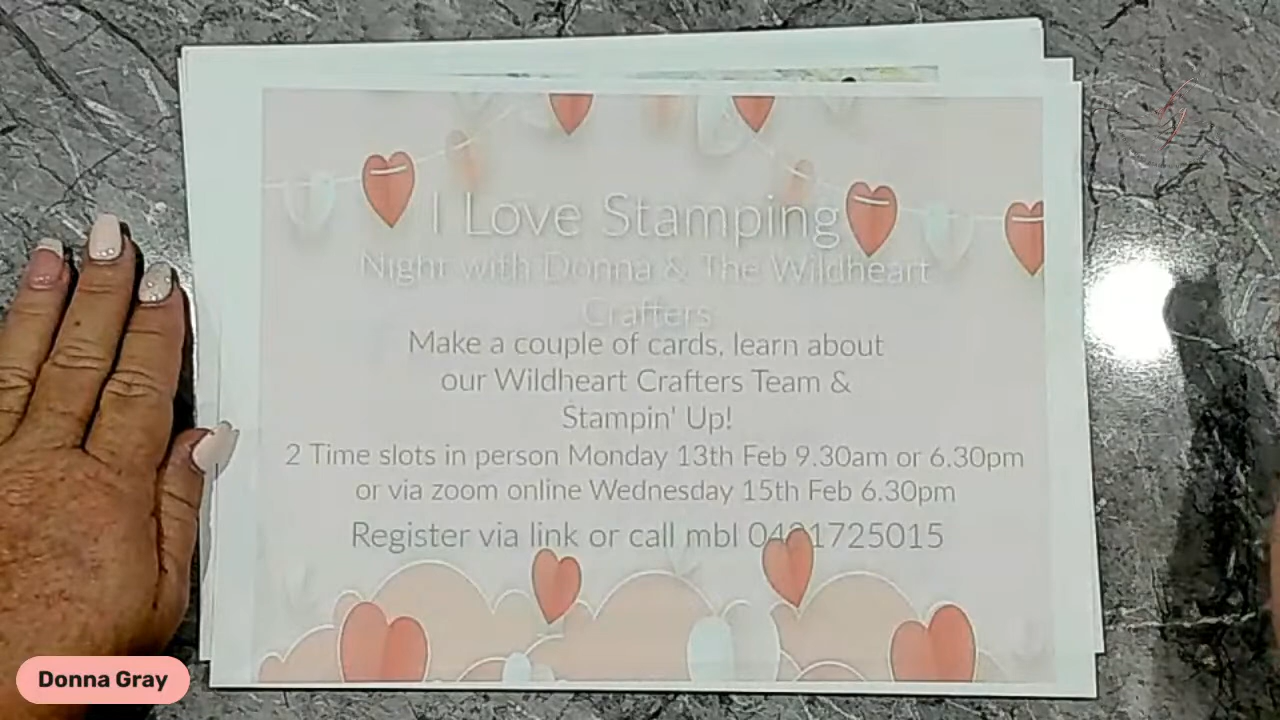 I Love Stamping
Night with Donna & The Wildheart
Crafters
Make a couple of cards, learn about
our Wildheart Crafters Team &
Stampin' Up!
2 Time slots in person Monday 13th Feb 9.30am or 6.30pm
or via zoom online Wednesday 15th Feb 6.30pm
Register via link or call mbl
Donna Gray